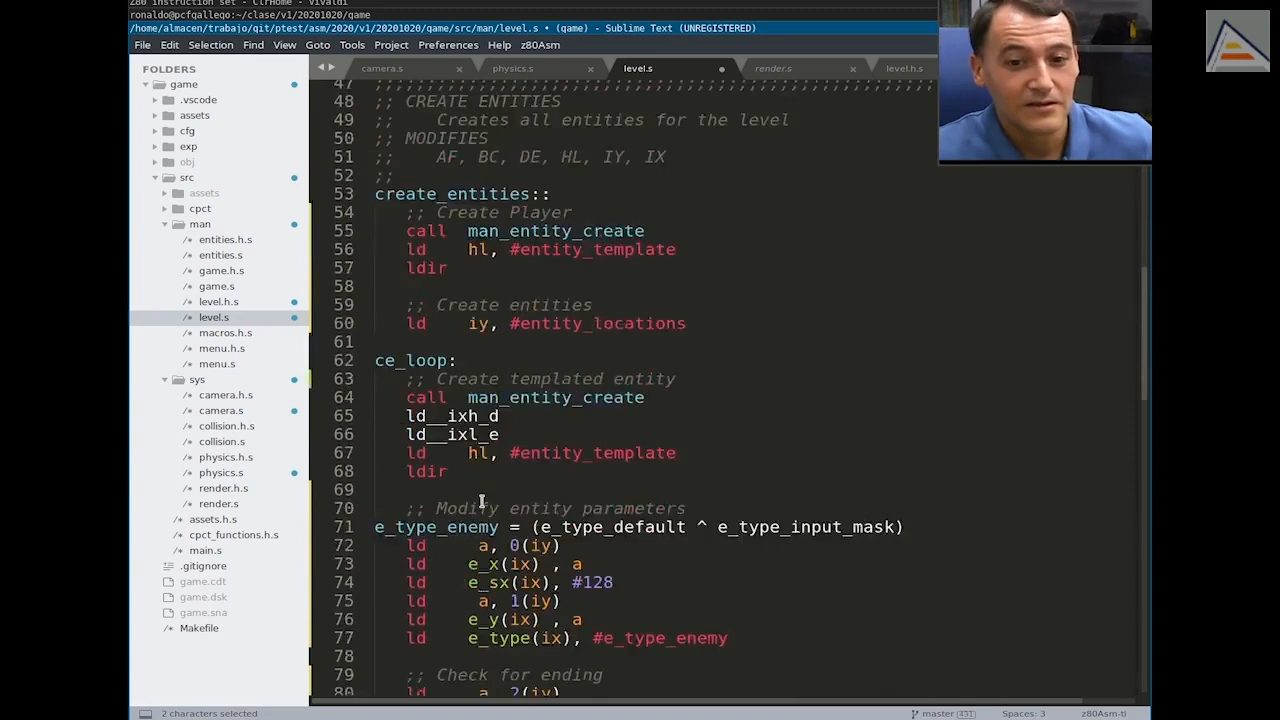 Z80 instruction set - ClrHome - Vivaldi
ronaldo@pcfgallego:~/clase/v1/20201020/game
/home/almacen/trabajo/git/ptest/asm/2020/v1/20201020/game/src/man/level.s • (game) - Sublime Text (UNREGISTERED)
File Edit Selection Find View Goto Tools Project Preferences Help z80Asm
FOLDERS
game
.vscode
assets
cfg
exp
obj
src
assets
cpct
man
entities.h.s
entities.s
game.h.s
game.s
level.h.s
level.s
macros.h.s
menu.h.s
menu.s
sys
camera.h.s
camera.s
collision.h.s
collision.s
physics.h.s
physics.s
render.h.s
render.s
assets.h.s
cpct_functions.h.s
main.s
.gitignore
game.cdt
game.dsk
game.sna
Makefile
camera.s physics.s level.s render.s level.h.s
47 ;;;;;;;;;;;;;;;;;;;;;;;;;;;;;;;;;;;;;;;;;;;;;;;;;;;;;;
48 ;; CREATE ENTITIES
49 ;; Creates all entities for the level
50 ;; MODIFIES
51 ;; AF, BC, DE, HL, IY, IX
52 ;;
53 create_entities::
54 ;; Create Player
55 call man_entity_create
56 ld hl, #entity_template
57 ldir
58
59 ;; Create entities
60 ld iy, #entity_locations
61
62 ce_loop:
63 ;; Create templated entity
64 call man_entity_create
65 ld__ixh_d
66 ld__ixl_e
67 ld hl, #entity_template
68 ldir
69
70 ;; Modify entity parameters
71 e_type_enemy = (e_type_default ^ e_type_input_mask)
72 ld a, 0(iy)
73 ld e_x(ix) , a
74 ld e_sx(ix), #128
75 ld a, 1(iy)
76 ld e_y(ix) , a
77 ld e_type(ix), #e_type_enemy
78
79 ;; Check for ending
80 ld a, 2(iy)
2 characters selected master 431 Spaces: 3 z80Asm-ti